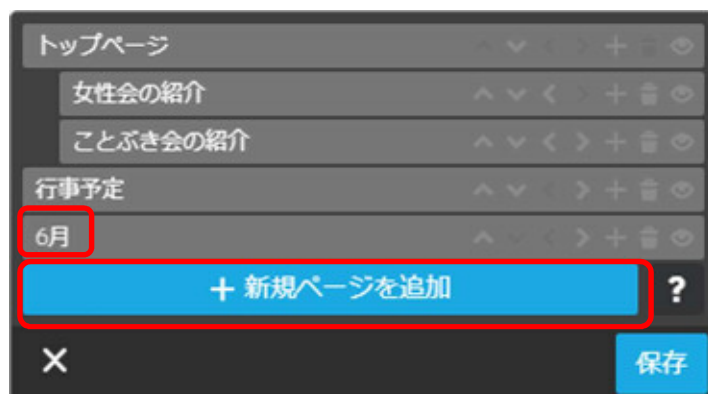 トップページ
女性会の紹介
ことぶき会の紹介
行事予定
6月
+ 新規ページを追加 ?
× 保存